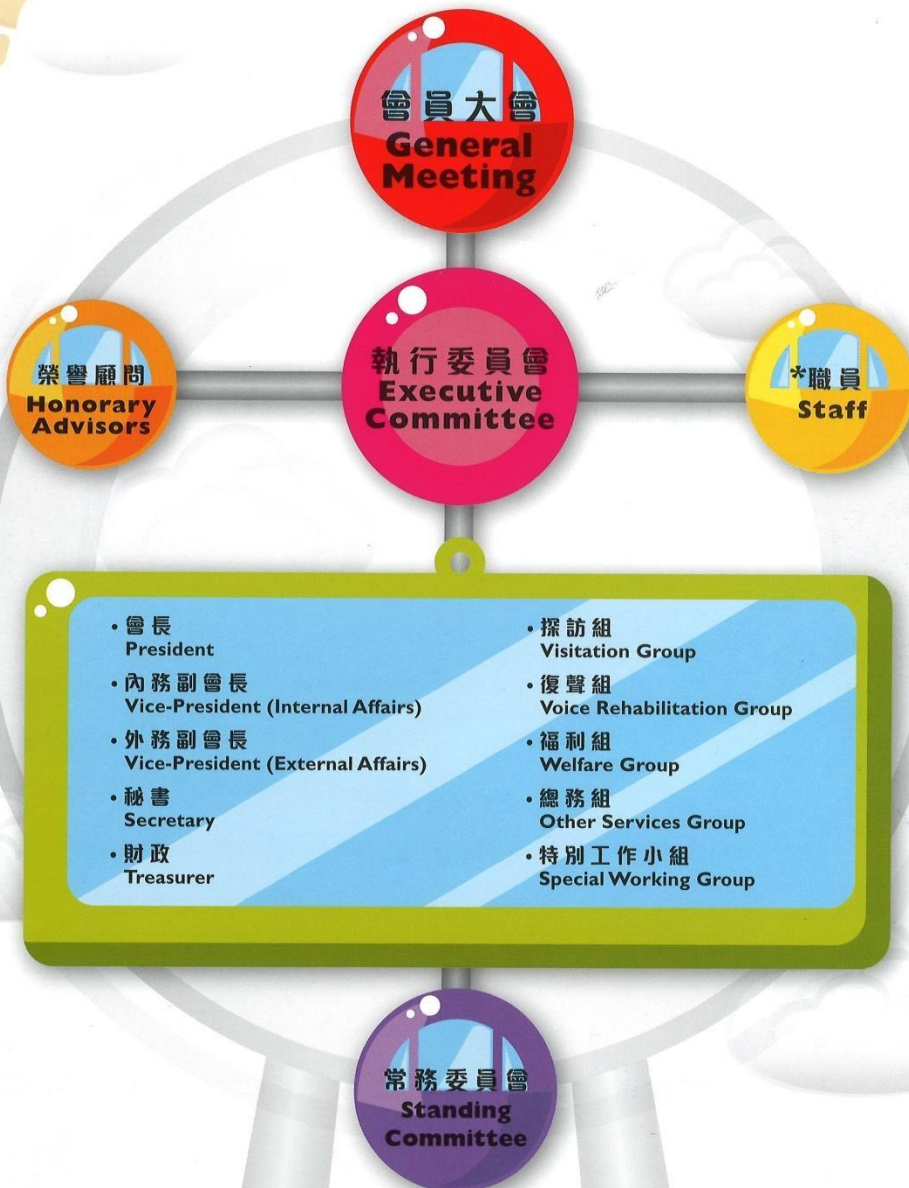 會員大會
General
Meeting
榮譽顧問
Honorary
Advisors
執行委員會
Executive
Committee
*職員
Staff
• 會長
President
• 內務副會長
Vice-President (Internal Affairs)
• 外務副會長
Vice-President (External Affairs)
• 秘書
Secretary
• 財政
Treasurer
• 探訪組
Visitation Group
• 復聲組
Voice Rehabilitation Group
• 福利組
Welfare Group
• 總務組
Other Services Group
• 特別工作小組
Special Working Group
常務委員會
Standing
Committee